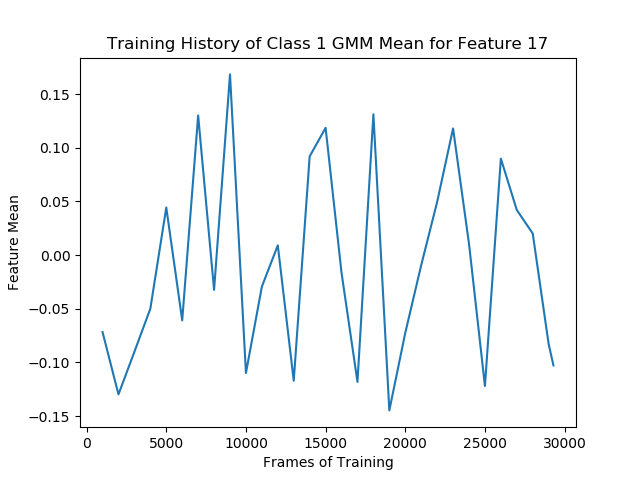 Training History of Class 1 GMM Mean for Feature 17
0.15
0.10
0.05
0.00
−0.05
−0.10
−0.15
Feature Mean
0 5000 10000 15000 20000 25000 30000
Frames of Training